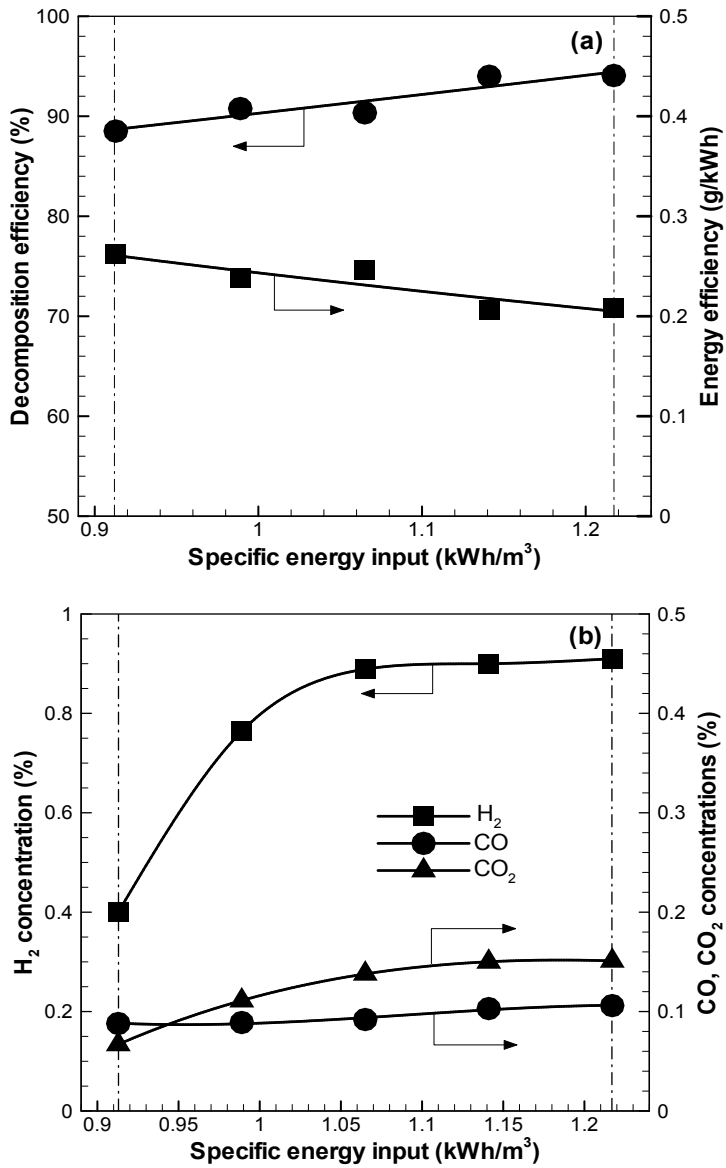 (a)
Decomposition efficiency (%)
100
90
80
70
60
50
Energy efficiency (g/kWh)
0.5
0.4
0.3
0.2
0.1
0
0.9 1 1.1 1.2
Specific energy input (kWh/m³)
(b)
H₂ concentration (%)
1
0.8
0.6
0.4
0.2
0
CO, CO₂ concentrations (%)
0.5
0.4
0.3
0.2
0.1
0
H₂
CO
CO₂
0.9 0.95 1 1.05 1.1 1.15 1.2
Specific energy input (kWh/m³)